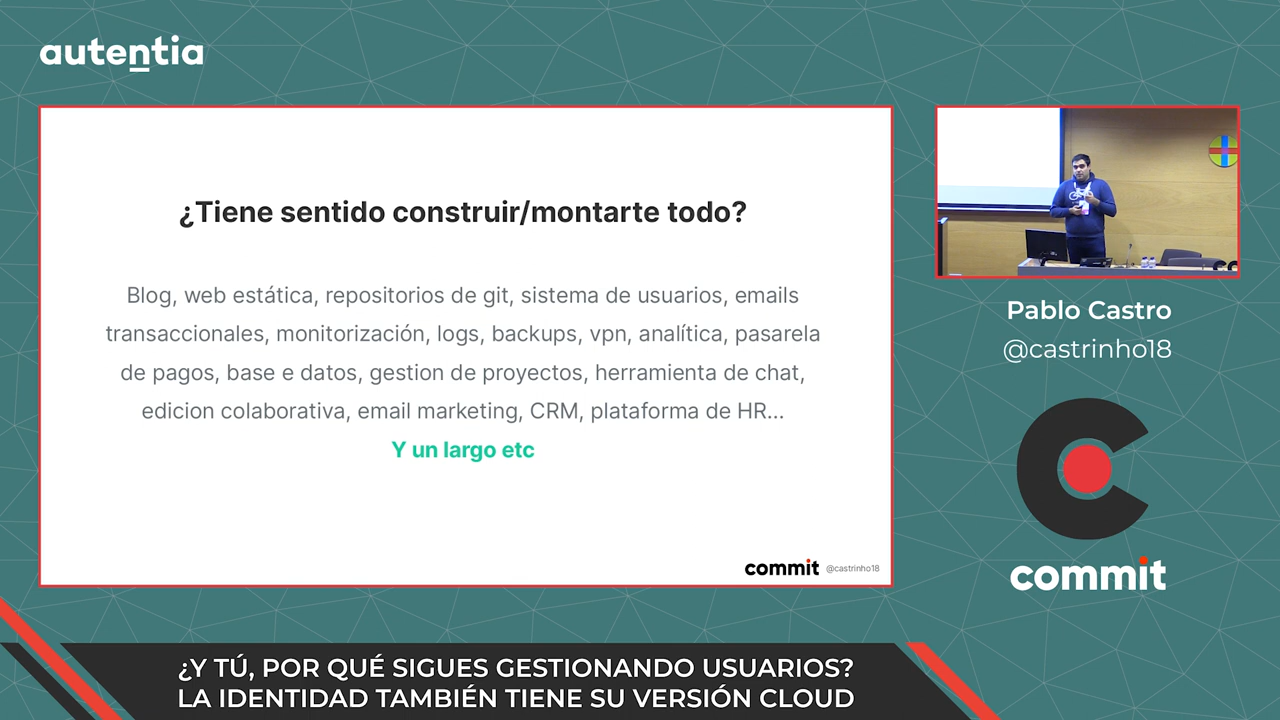 autentia
¿Tiene sentido construir/montarte todo?
Blog, web estática, repositorios de git, sistema de usuarios, emails
transaccionales, monitorización, logs, backups, vpn, analítica, pasarela
de pagos, base e datos, gestion de proyectos, herramienta de chat,
edicion colaborativa, email marketing, CRM, plataforma de HR...
Y un largo etc
commit @castrinho18
Pablo Castro
@castrinho18
commit
¿Y TÚ, POR QUÉ SIGUES GESTIONANDO USUARIOS?
LA IDENTIDAD TAMBIÉN TIENE SU VERSIÓN CLOUD